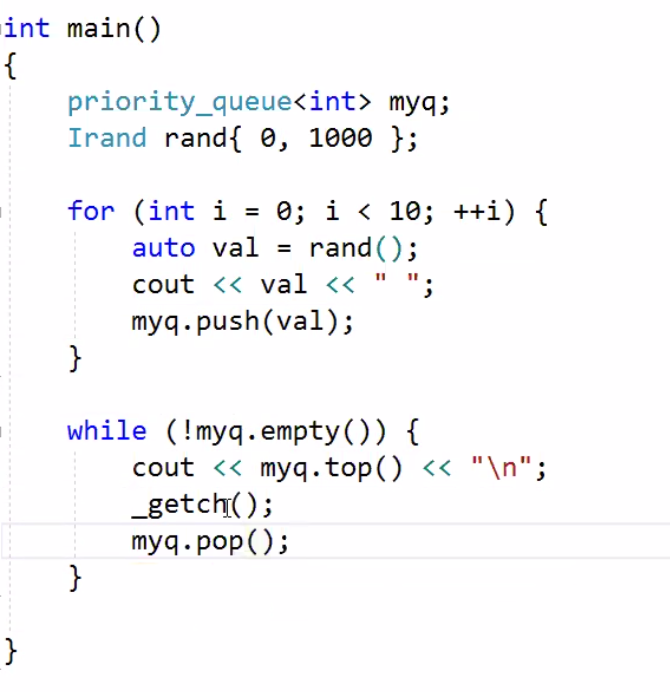 int main()
{
    priority_queue<int> myq;
    Irand rand{ 0, 1000 };

    for (int i = 0; i < 10; ++i) {
        auto val = rand();
        cout << val << " ";
        myq.push(val);
    }

    while (!myq.empty()) {
        cout << myq.top() << "\n";
        _getch();
        myq.pop();
    }

}